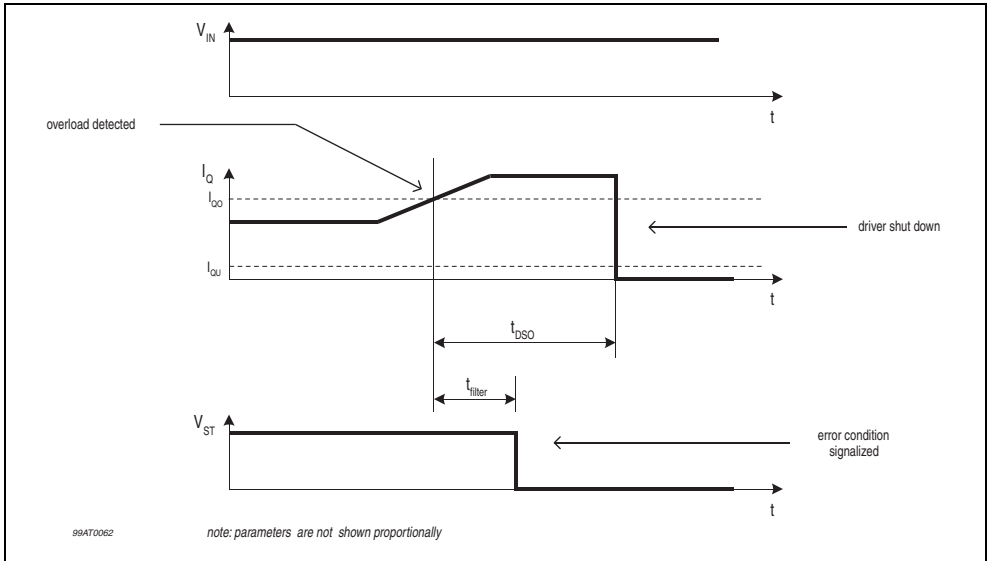 V_IN
t
overload detected
I_Q
I_QO
driver shut down
I_QU
t
t_DSO
t_filter
V_ST
error condition
signalized
t
99AT0062
note: parameters are not shown proportionally